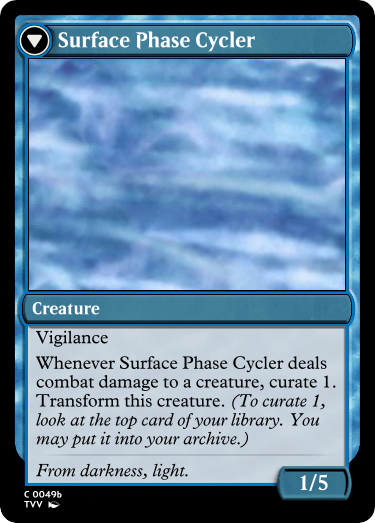 Surface Phase Cycler
Creature
Vigilance
Whenever Surface Phase Cycler deals
combat damage to a creature, curate 1.
Transform this creature. (To curate 1,
look at the top card of your library. You
may put it into your archive.)
From darkness, light.
1/5
C 0049b
TVV